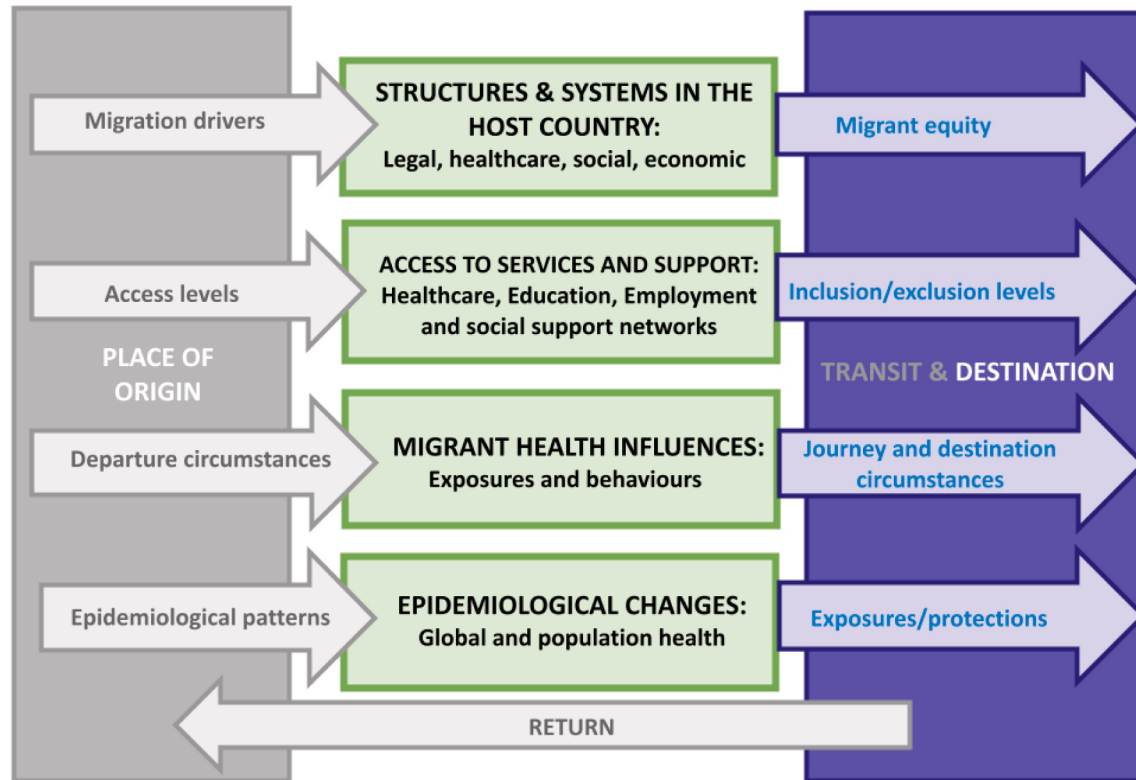 Migration drivers
STRUCTURES & SYSTEMS IN THE
HOST COUNTRY:
Legal, healthcare, social, economic
Migrant equity
Access levels
ACCESS TO SERVICES AND SUPPORT:
Healthcare, Education, Employment
and social support networks
Inclusion/exclusion levels
PLACE OF
ORIGIN
TRANSIT & DESTINATION
Departure circumstances
MIGRANT HEALTH INFLUENCES:
Exposures and behaviours
Journey and destination
circumstances
Epidemiological patterns
EPIDEMIOLOGICAL CHANGES:
Global and population health
Exposures/protections
RETURN